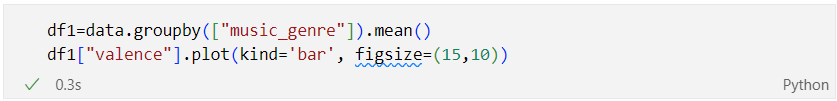 df1=data.groupby(["music_genre"]).mean()
df1["valence"].plot(kind='bar', figsize=(15,10))
0.3s
Python